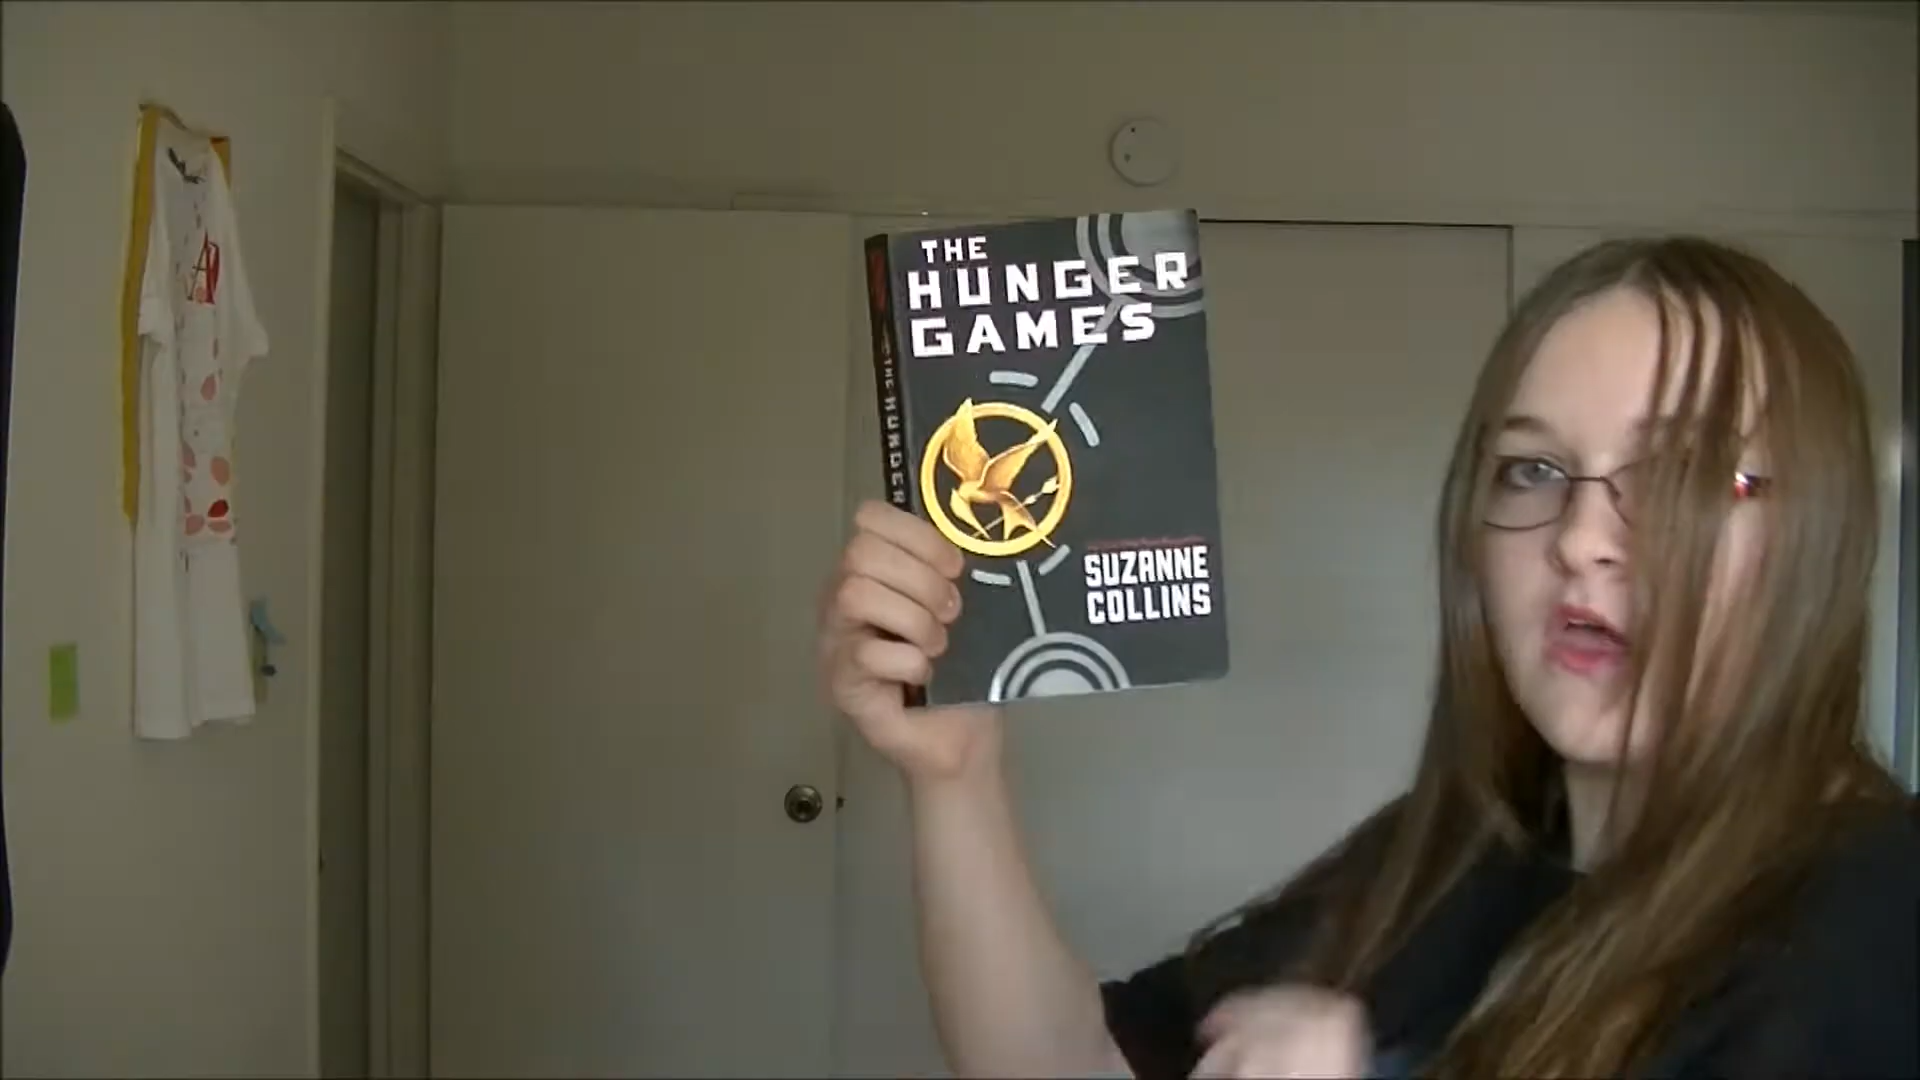 THE
HUNGER
GAMES
SUZANNE
COLLINS
THE HUNGER